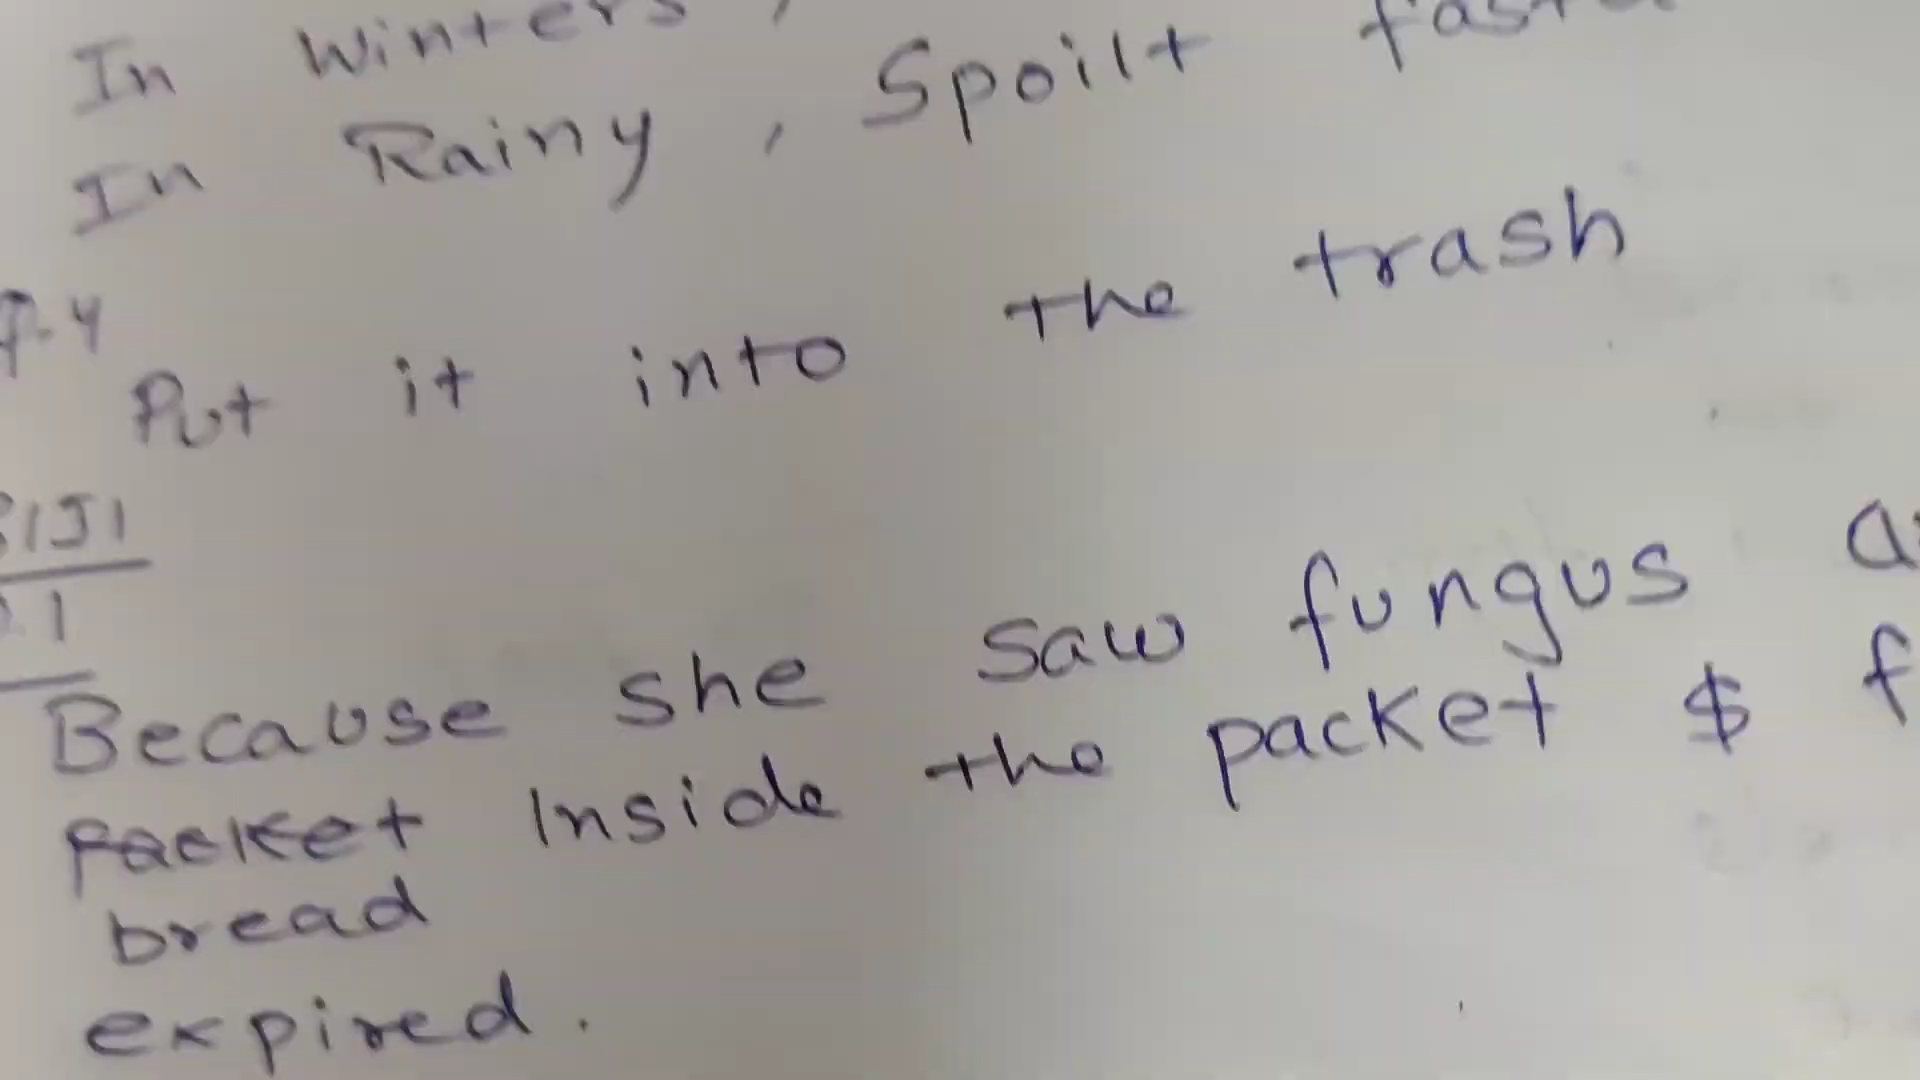 In Winters,
In Rainy, Spoilt
Put it into the trash
Because she saw fungus
packet Inside the packet $
bread
expired.